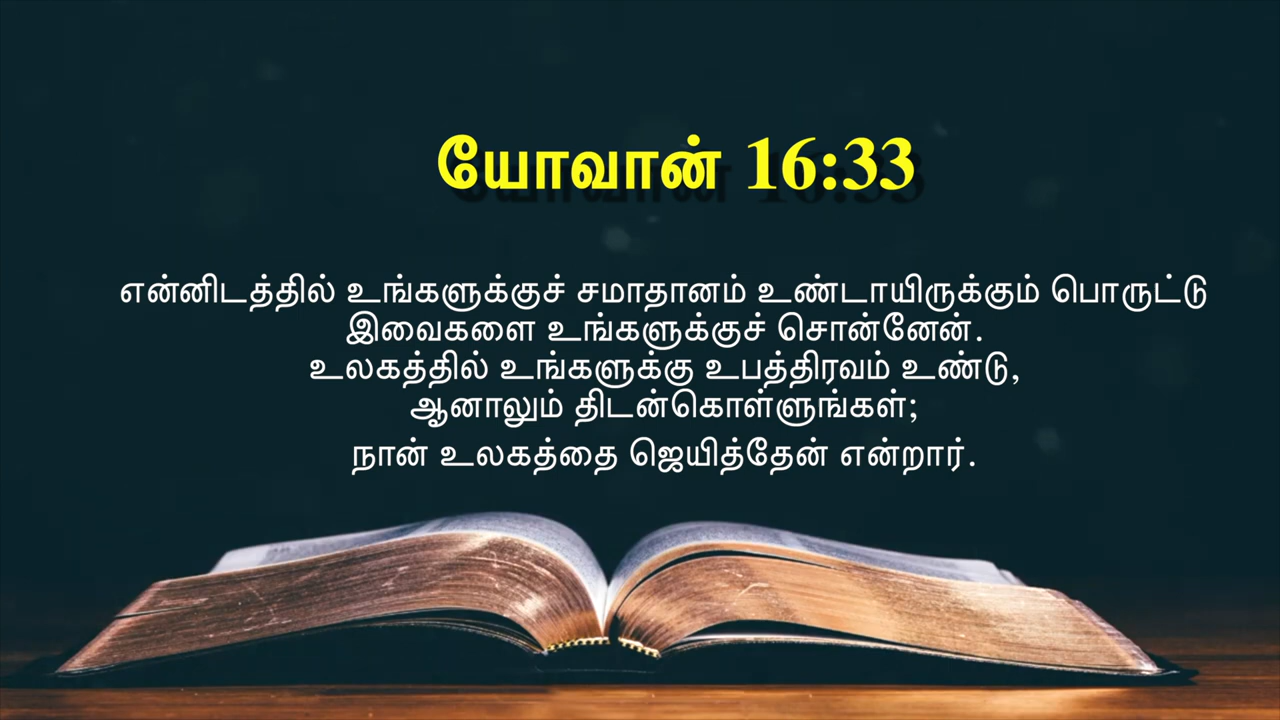 யோவான் 16:33
என்னிடத்தில் உங்களுக்குச் சமாதானம் உண்டாயிருக்கும் பொருட்டு
இவைகளை உங்களுக்குச் சொன்னேன்.
உலகத்தில் உங்களுக்கு உபத்திரவம் உண்டு,
ஆனாலும் திடன்கொள்ளுங்கள்;
நான் உலகத்தை ஜெயித்தேன் என்றார்.